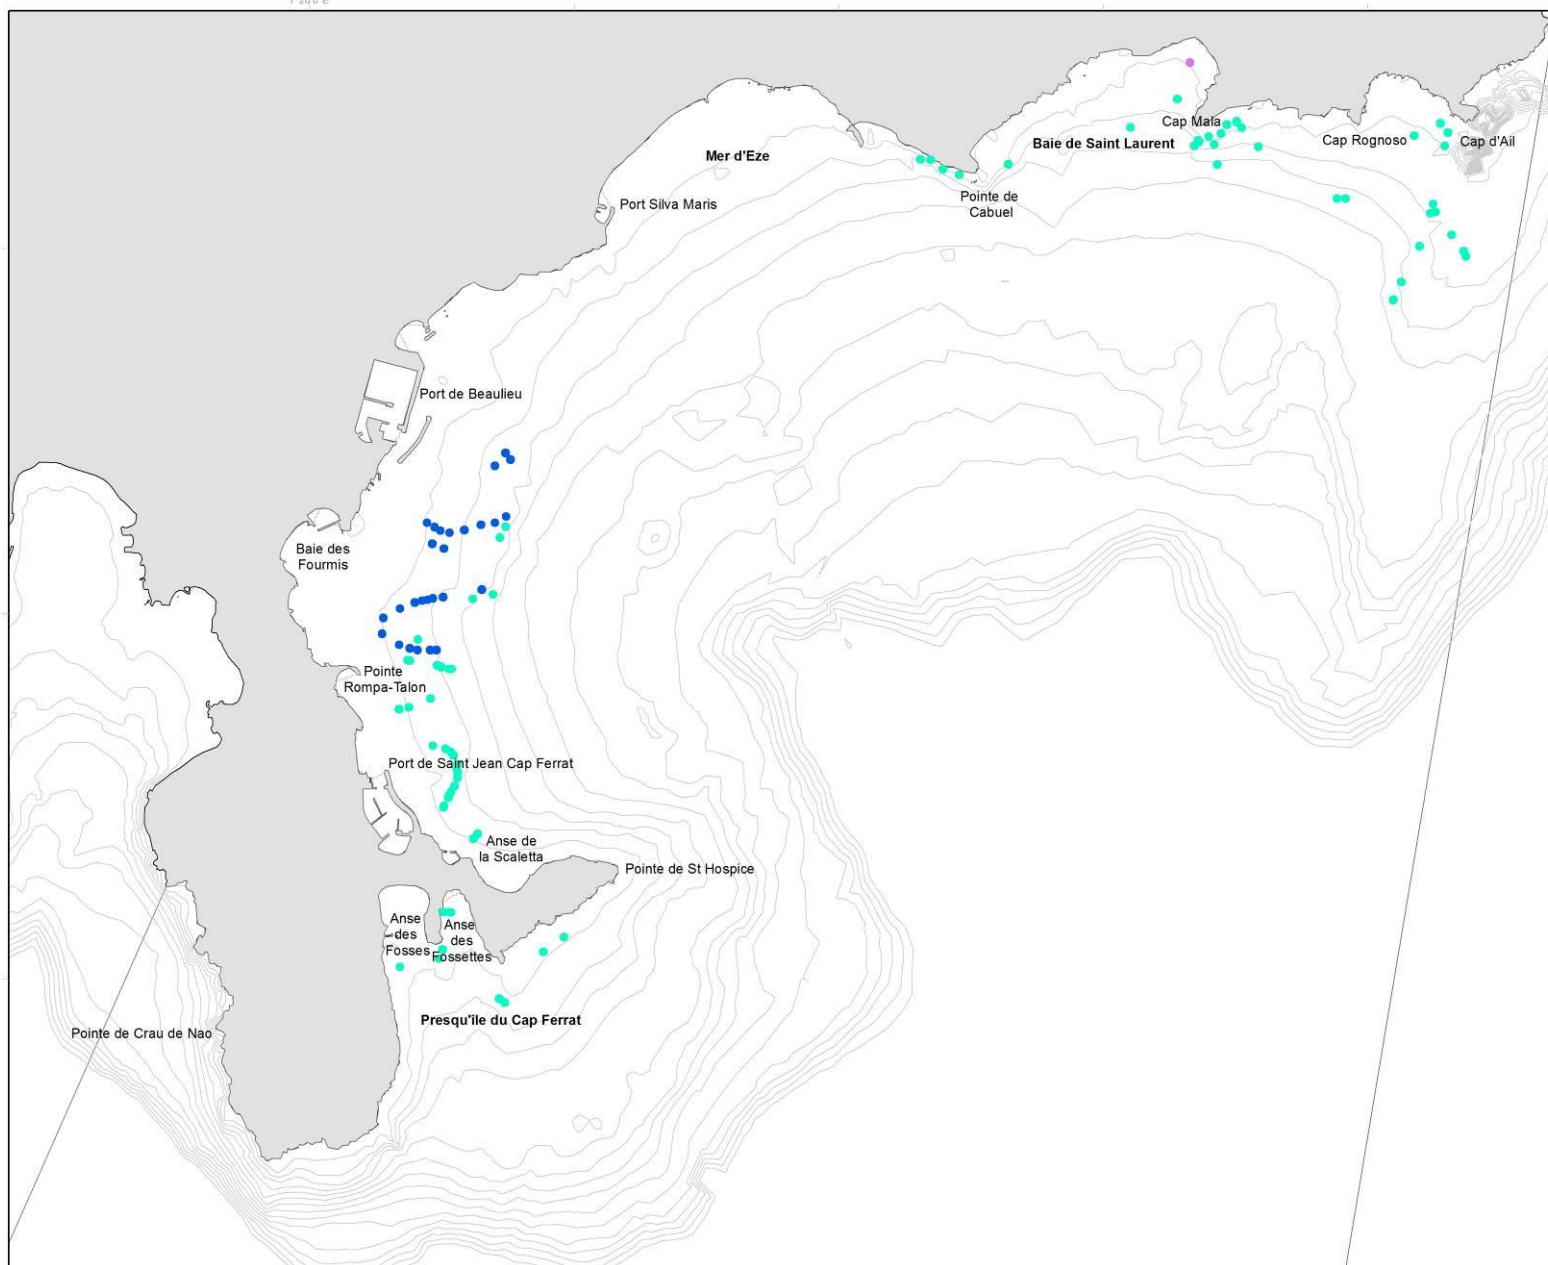 Cap Mala
Baie de Saint Laurent
Cap Rognoso
Cap d'Ail
Mer d'Eze
Pointe de
Cabuel
Port Silva Maris
Port de Beaulieu
Baie des
Fourmis
Pointe
Rompa-Talon
Port de Saint Jean Cap Ferrat
Anse de
la Scaletta
Pointe de St Hospice
Anse
des
Fosses
Anse
des
Fossettes
Presqu'île du Cap Ferrat
Pointe de Crau de Nao